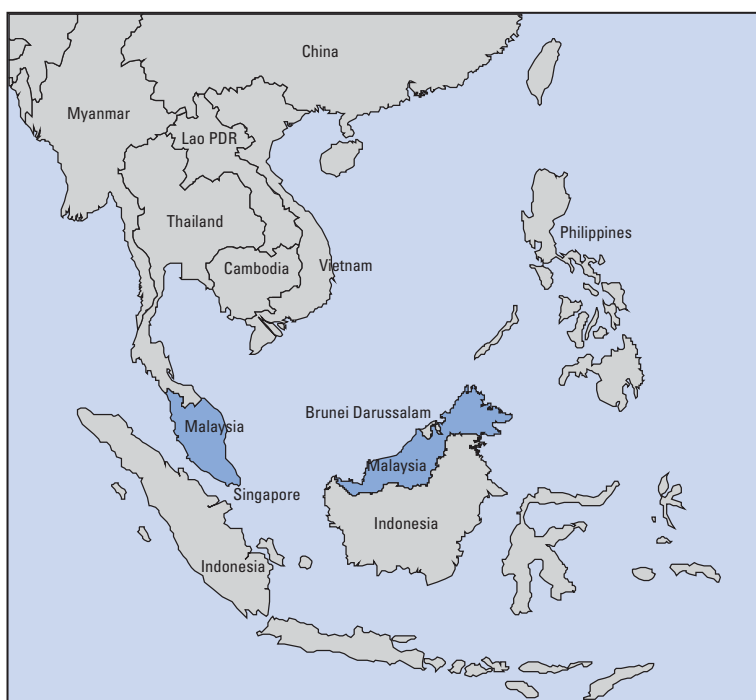 China
Myanmar
Lao PDR
Thailand
Philippines
Cambodia
Vietnam
Brunei Darussalam
Malaysia
Malaysia
Singapore
Indonesia
Indonesia